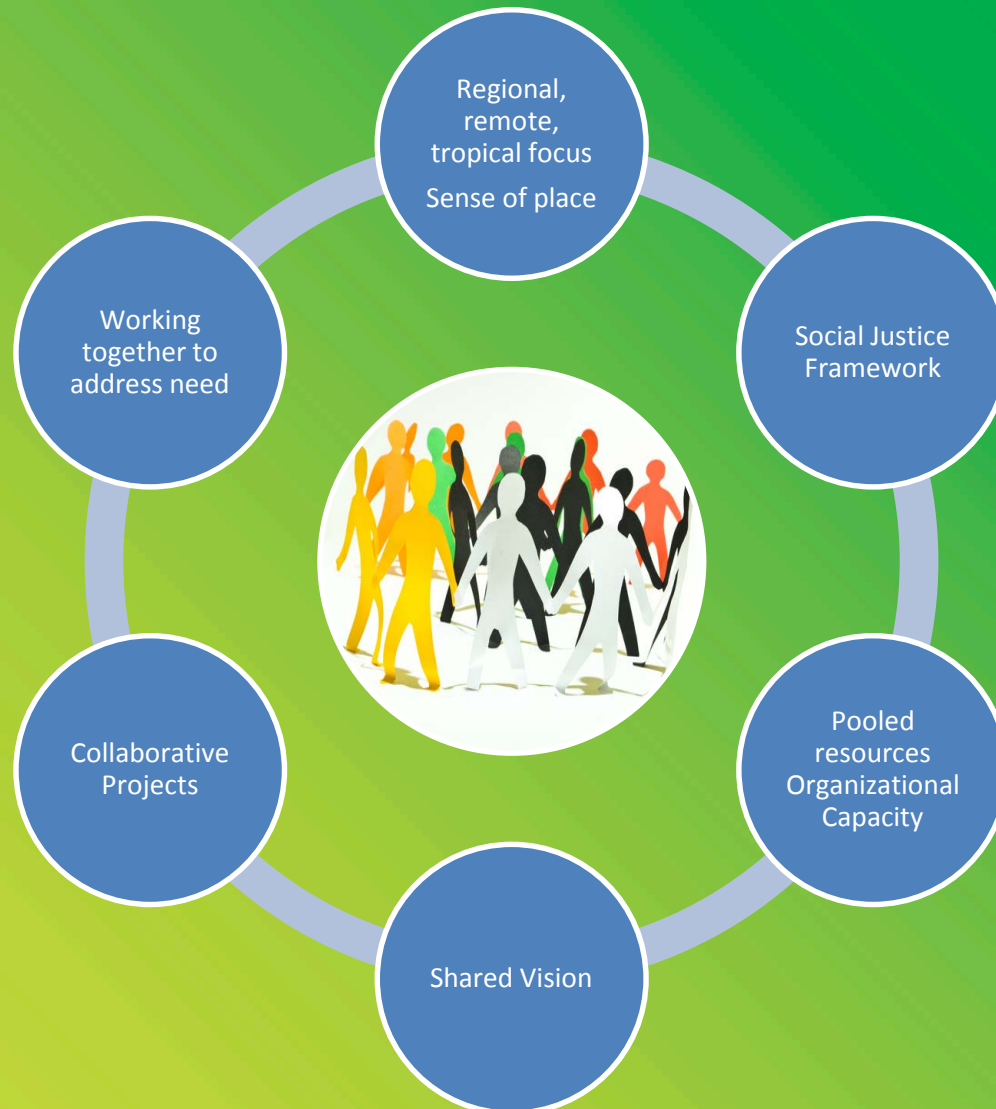 Regional,
remote,
tropical focus
Sense of place
Social Justice
Framework
Pooled
resources
Organizational
Capacity
Shared Vision
Collaborative
Projects
Working
together to
address need